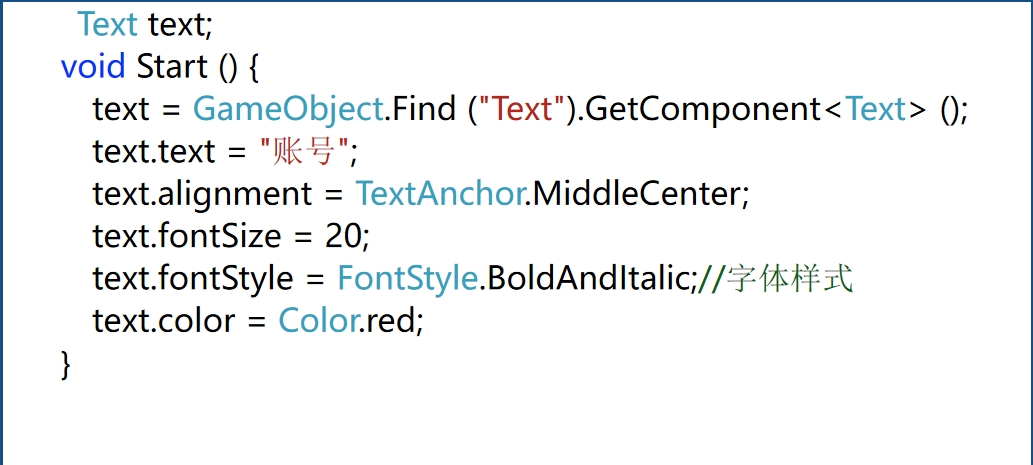 Text text;
void Start () {
text = GameObject.Find ("Text").GetComponent<Text> ();
text.text = "账号";
text.alignment = TextAnchor.MiddleCenter;
text.fontSize = 20;
text.fontStyle = FontStyle.BoldAndItalic;//字体样式
text.color = Color.red;
}